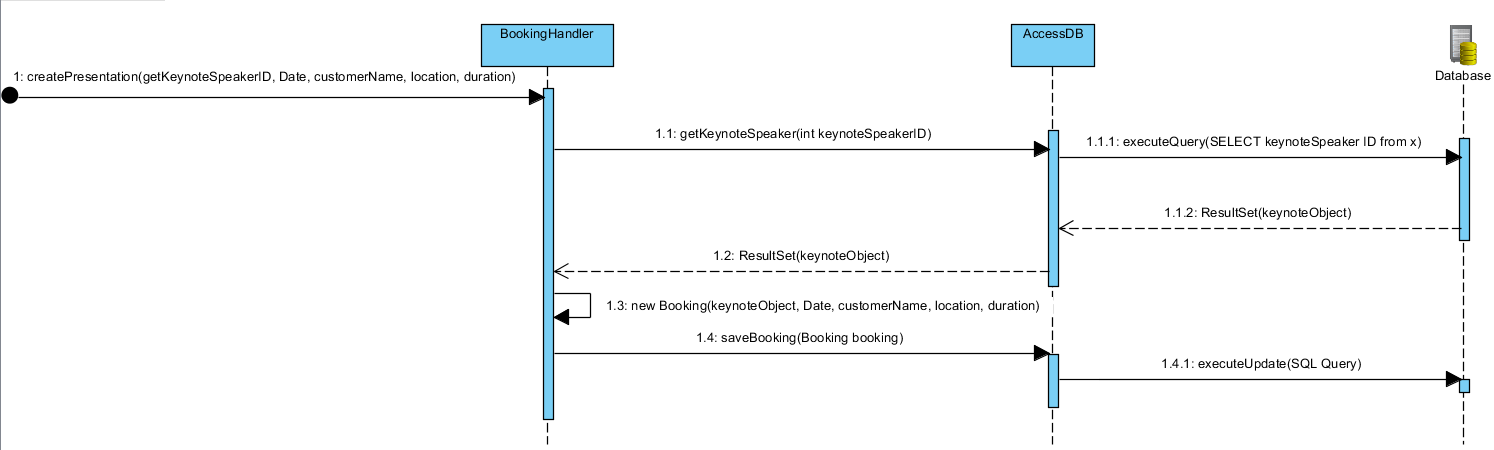 BookingHandler
AccessDB
Database
1: createPresentation(getKeynoteSpeakerID, Date, customerName, location, duration)
1.1: getKeynoteSpeaker(int keynoteSpeakerID)
1.1.1: executeQuery(SELECT keynoteSpeaker ID from x)
1.1.2: ResultSet(keynoteObject)
1.2: ResultSet(keynoteObject)
1.3: new Booking(keynoteObject, Date, customerName, location, duration)
1.4: saveBooking(Booking booking)
1.4.1: executeUpdate(SQL Query)